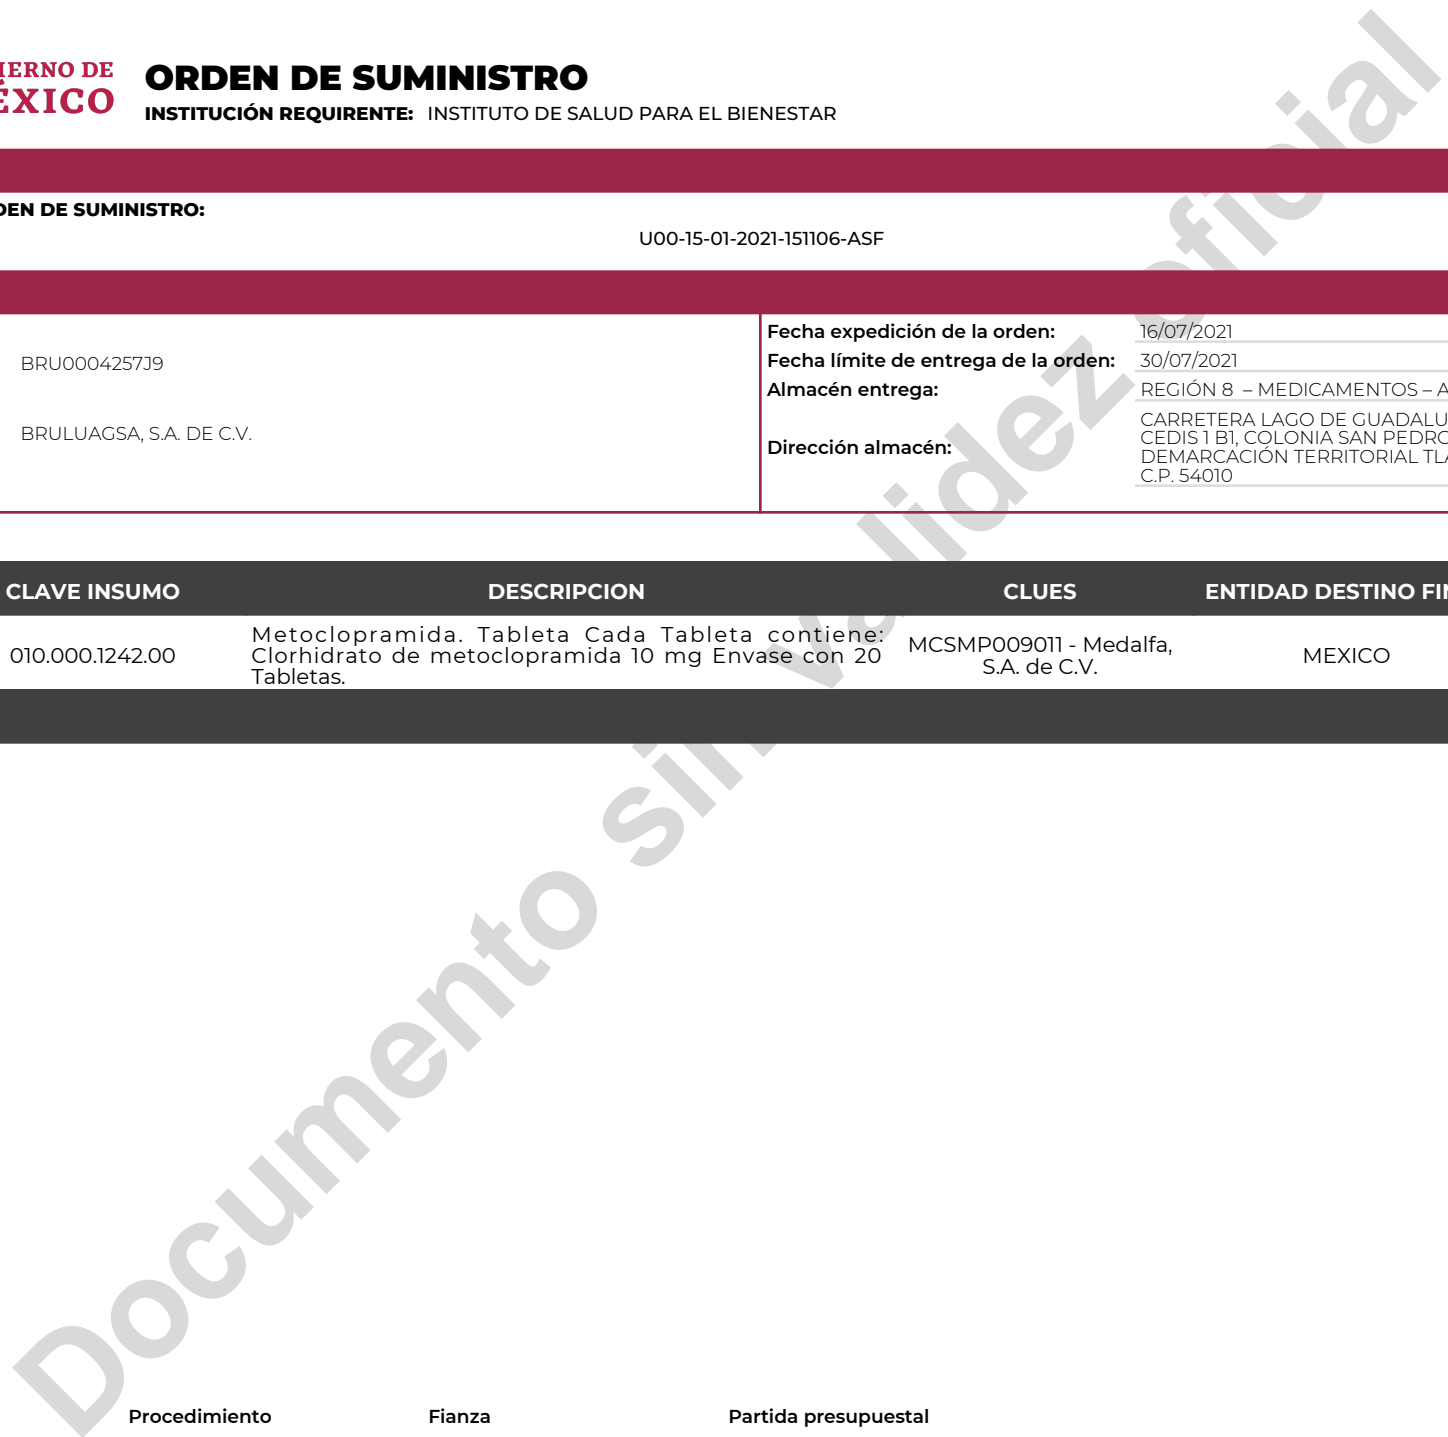 IERNO DE
ÉXICO
ORDEN DE SUMINISTRO
INSTITUCIÓN REQUIRENTE: INSTITUTO DE SALUD PARA EL BIENESTAR
DEN DE SUMINISTRO:
U00-15-01-2021-151106-ASF
BRU0004257J9
BRULUAGSA, S.A. DE C.V.
Fecha expedición de la orden: 16/07/2021
Fecha límite de entrega de la orden: 30/07/2021
Almacén entrega: REGIÓN 8 – MEDICAMENTOS – A
Dirección almacén:
CARRETERA LAGO DE GUADALU
CEDIS 1 B1, COLONIA SAN PEDRO
DEMARCACIÓN TERRITORIAL TLA
C.P. 54010
CLAVE INSUMO DESCRIPCION CLUES ENTIDAD DESTINO FIN
010.000.1242.00
Metoclopramida. Tableta Cada Tableta contiene:
Clorhidrato de metoclopramida 10 mg Envase con 20
Tabletas.
MCSMP009011 - Medalfa,
S.A. de C.V.
MEXICO
Documento sin validez oficial
Procedimiento Fianza Partida presupuestal